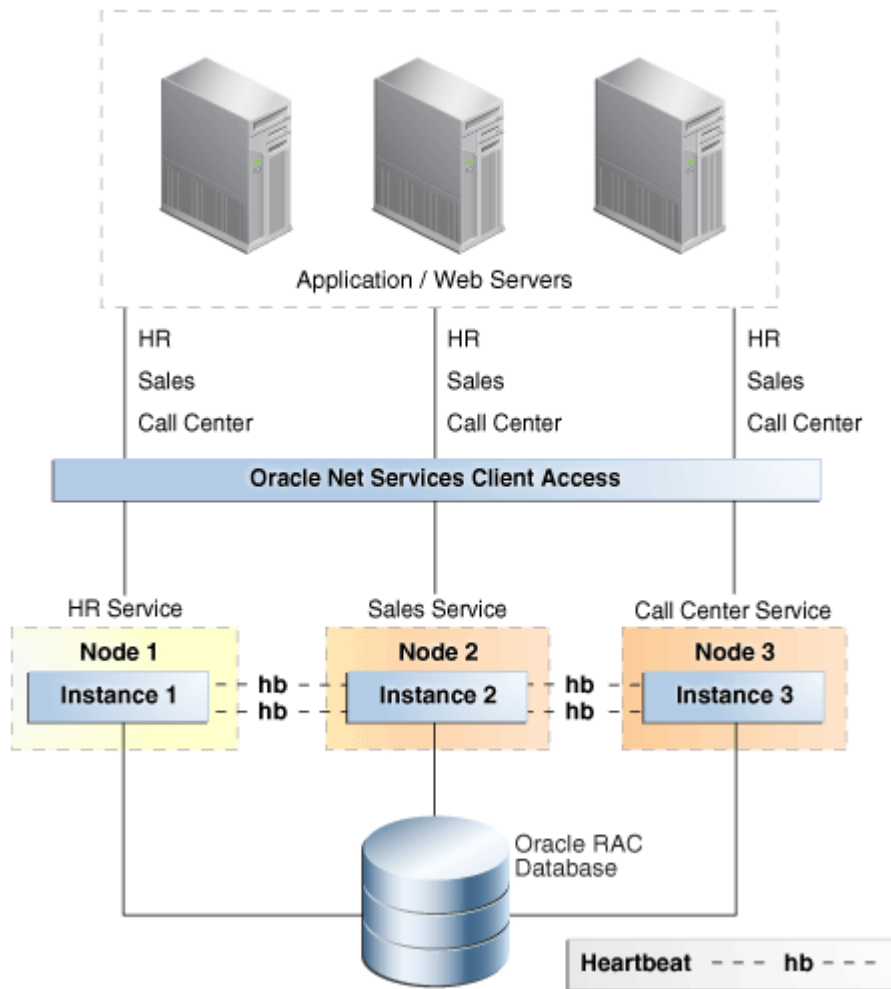 Application / Web Servers
HR
Sales
Call Center
HR
Sales
Call Center
HR
Sales
Call Center
Oracle Net Services Client Access
HR Service
Sales Service
Call Center Service
Node 1
Instance 1
hb
hb
Node 2
Instance 2
hb
hb
Node 3
Instance 3
Oracle RAC
Database
Heartbeat - - - hb - - -